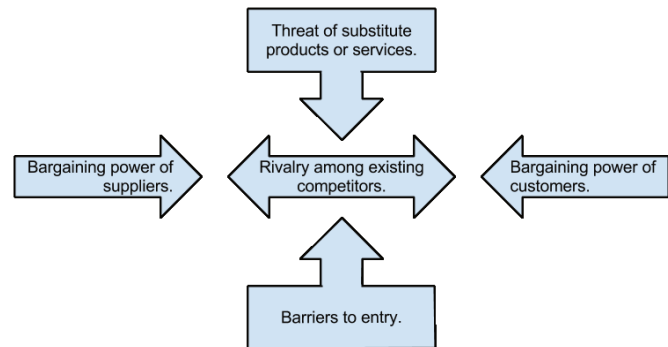 Threat of substitute
products or services.
Bargaining power of
suppliers.
Rivalry among existing
competitors.
Bargaining power of
customers.
Barriers to entry.